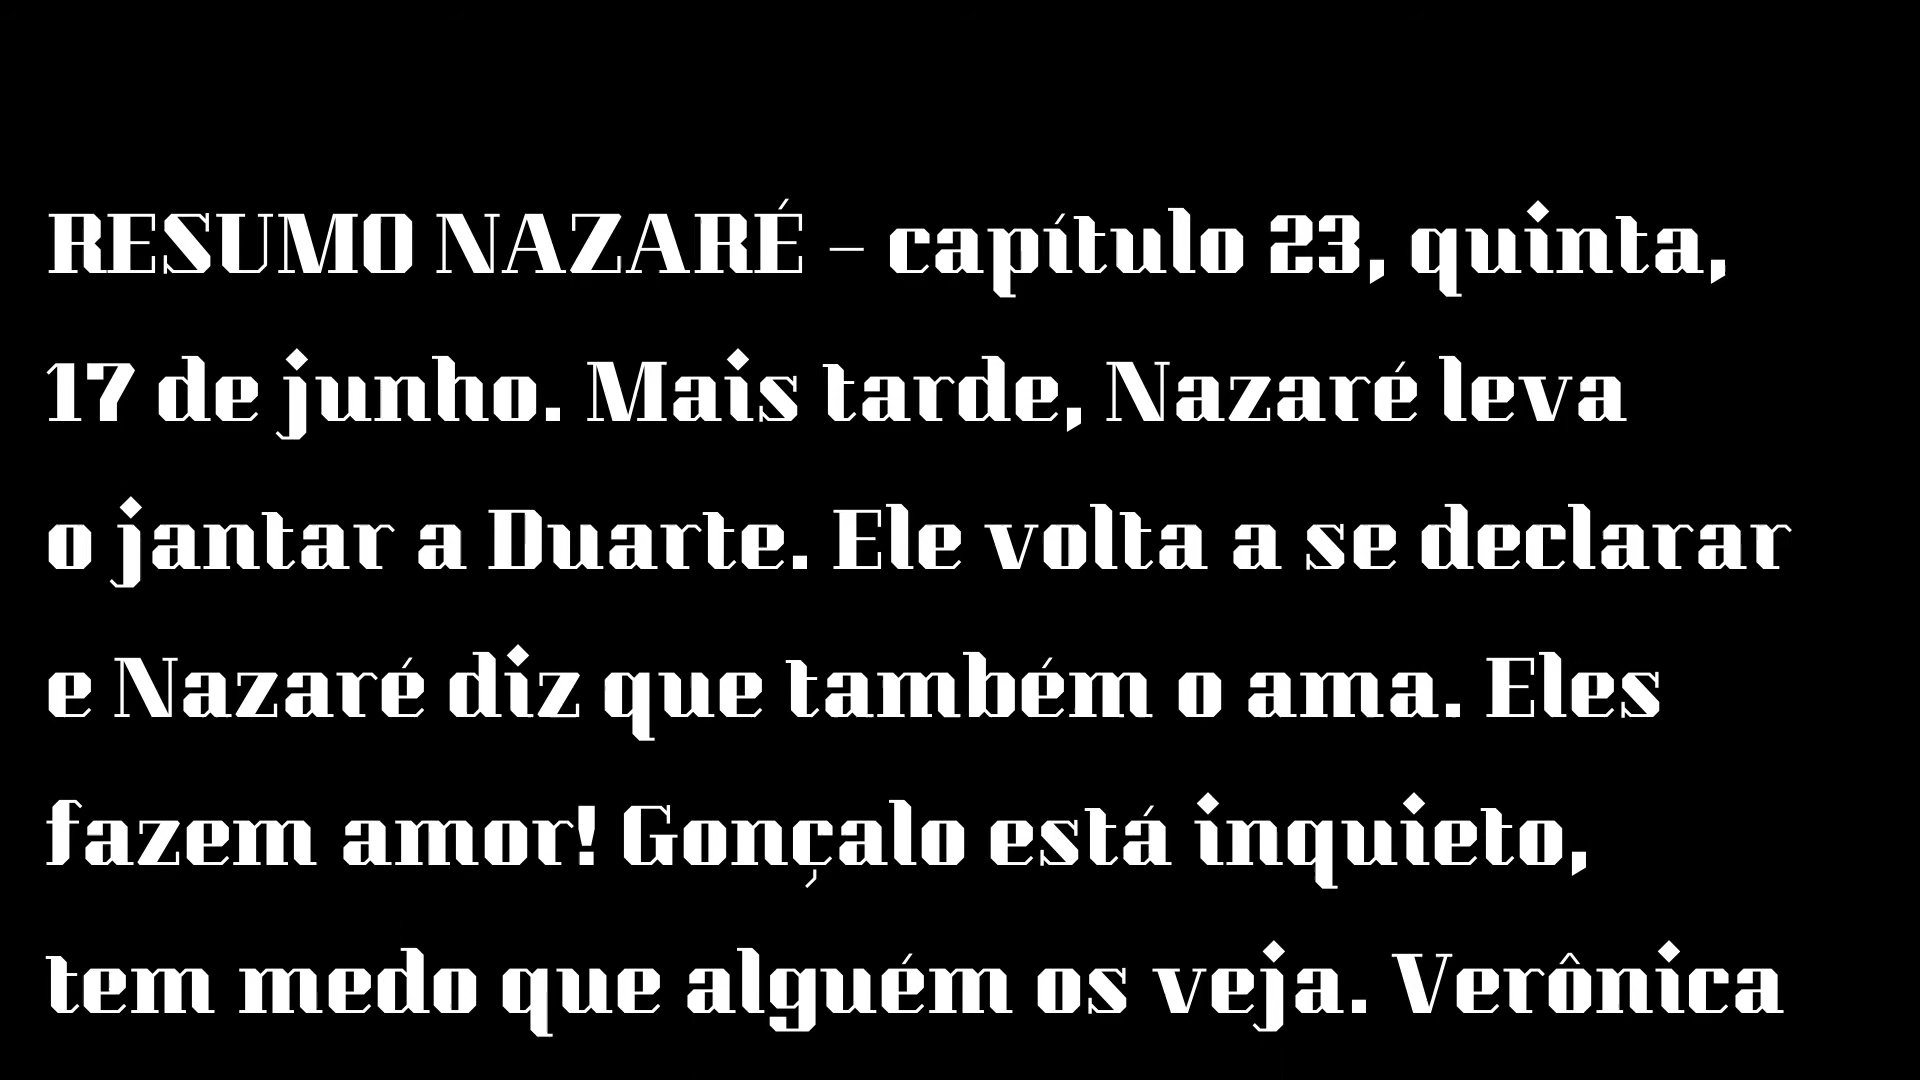 RESUMO NAZARÉ – capítulo 23, quinta,
17 de junho. Mais tarde, Nazaré leva
o jantar a Duarte. Ele volta a se declarar
e Nazaré diz que também o ama. Eles
fazem amor! Gonçalo está inquieto,
tem medo que alguém os veja. Verônica